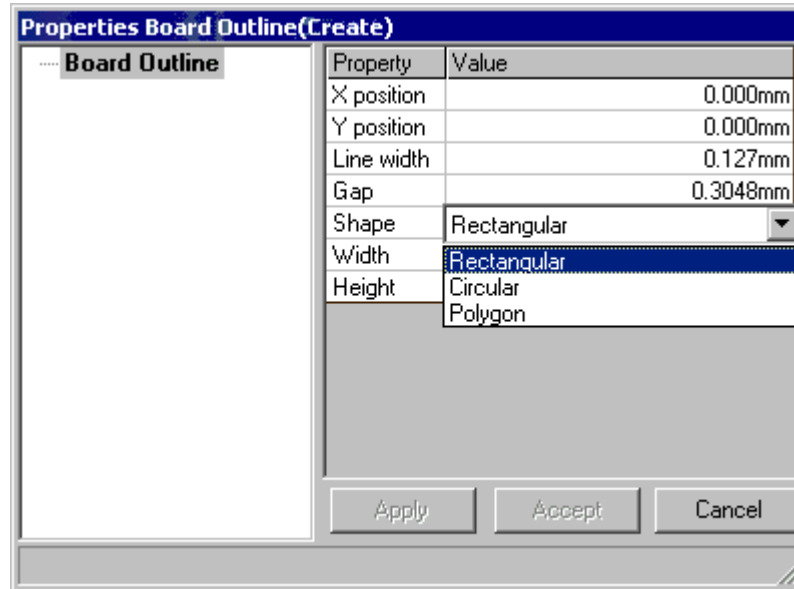 Properties Board Outline(Create)
Board Outline
Property Value
X position 0.000mm
Y position 0.000mm
Line width 0.127mm
Gap 0.3048mm
Shape Rectangular
Width Rectangular
Height Circular
Polygon
Apply Accept Cancel